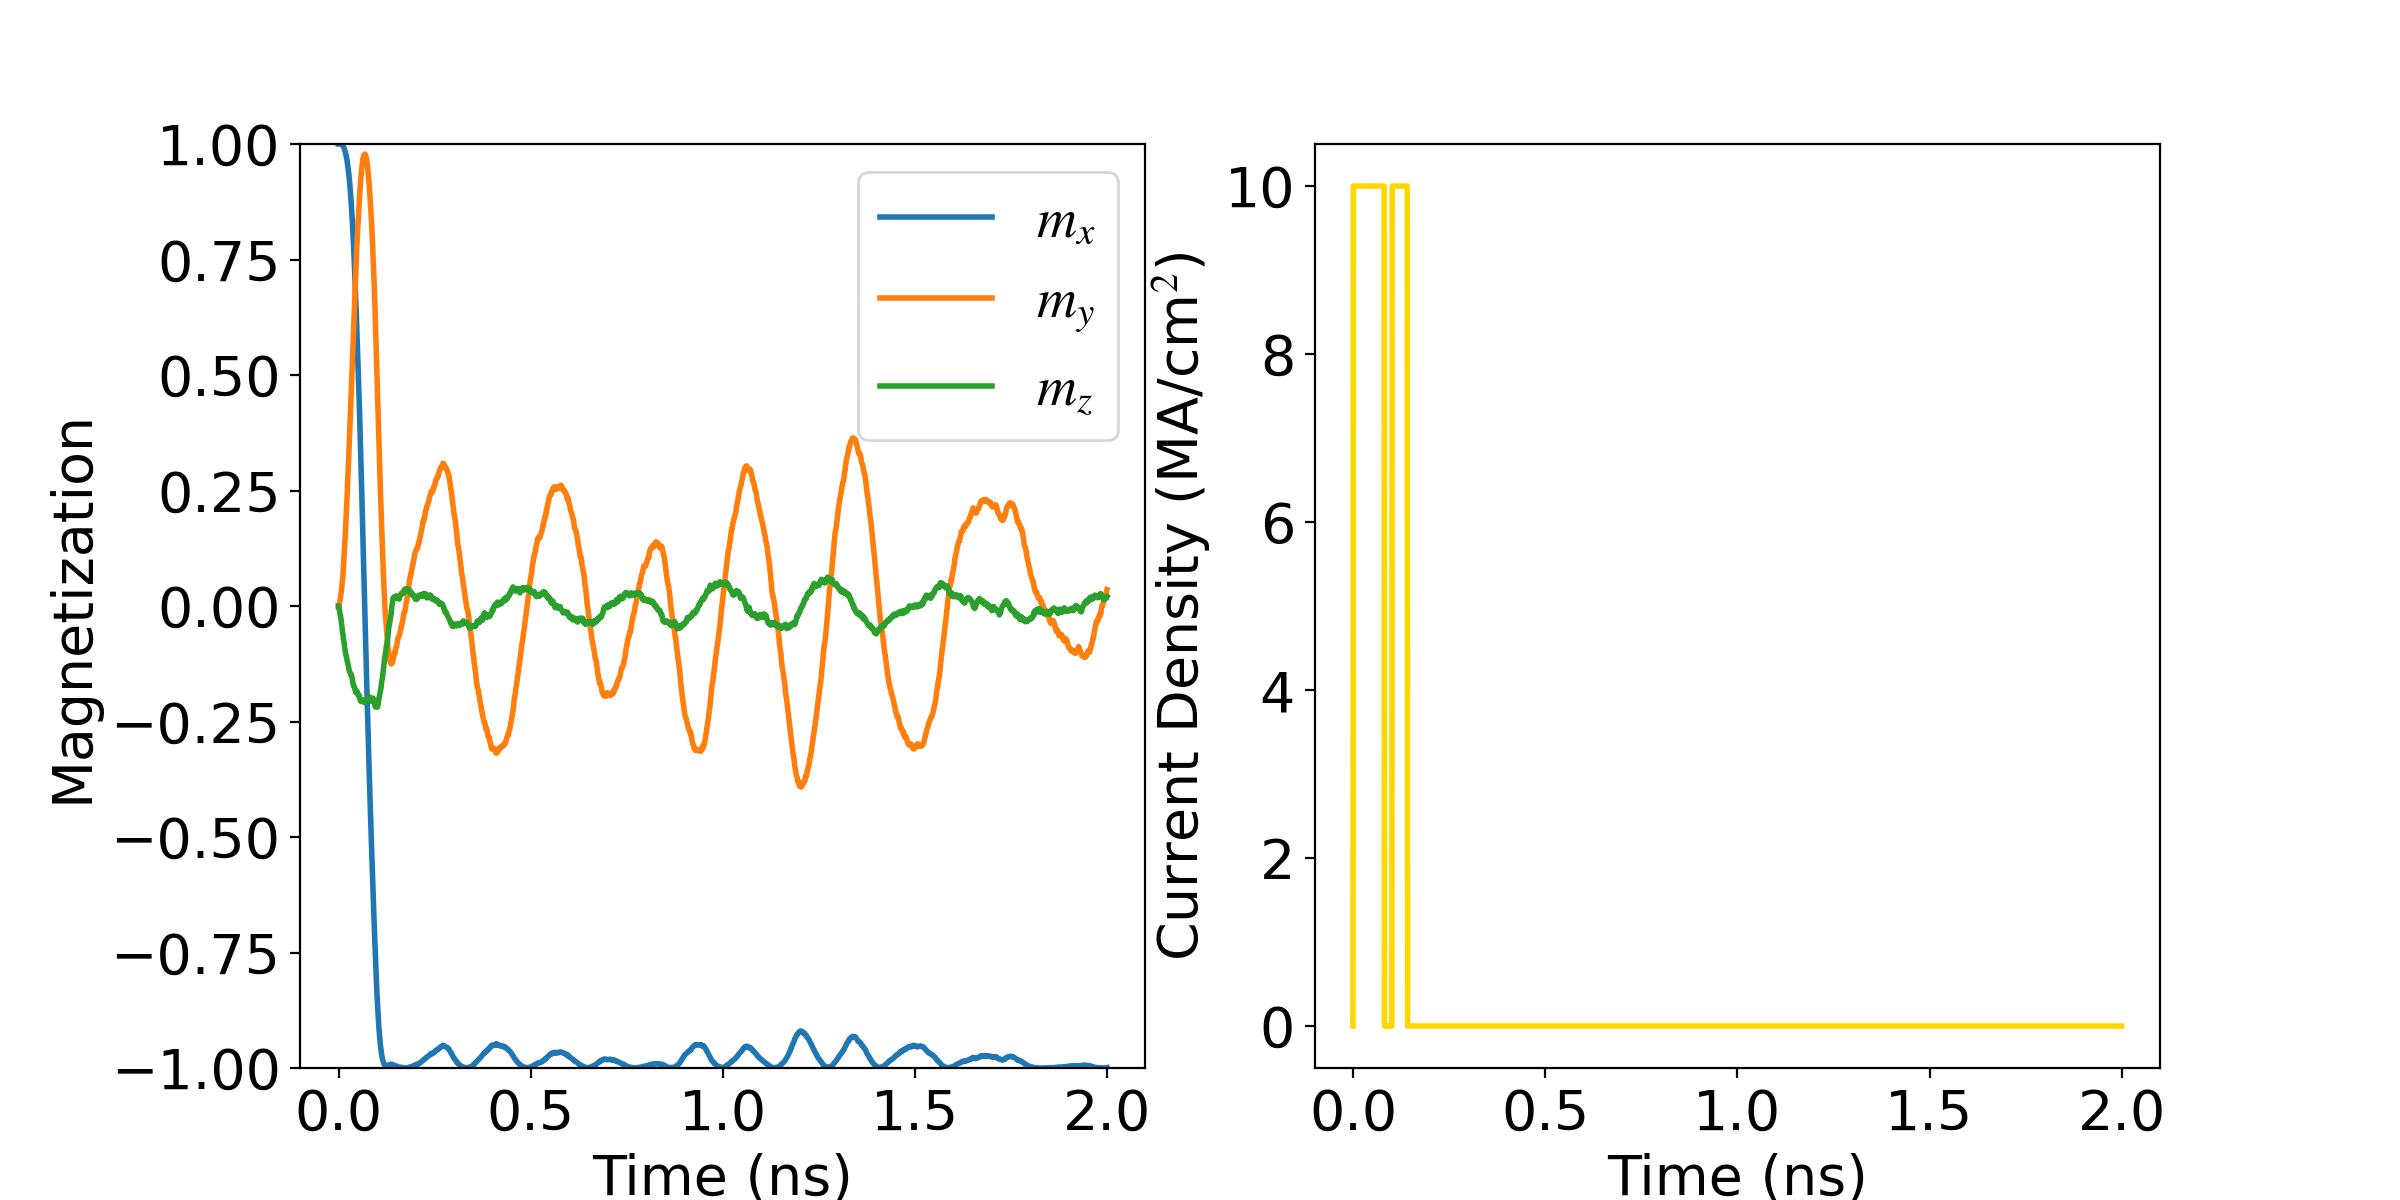 Magnetization
1.00
0.75
0.50
0.25
0.00
−0.25
−0.50
−0.75
−1.00
0.0 0.5 1.0 1.5 2.0
Time (ns)
m_x
m_y
m_z
Current Density (MA/cm²)
10
8
6
4
2
0
0.0 0.5 1.0 1.5 2.0
Time (ns)